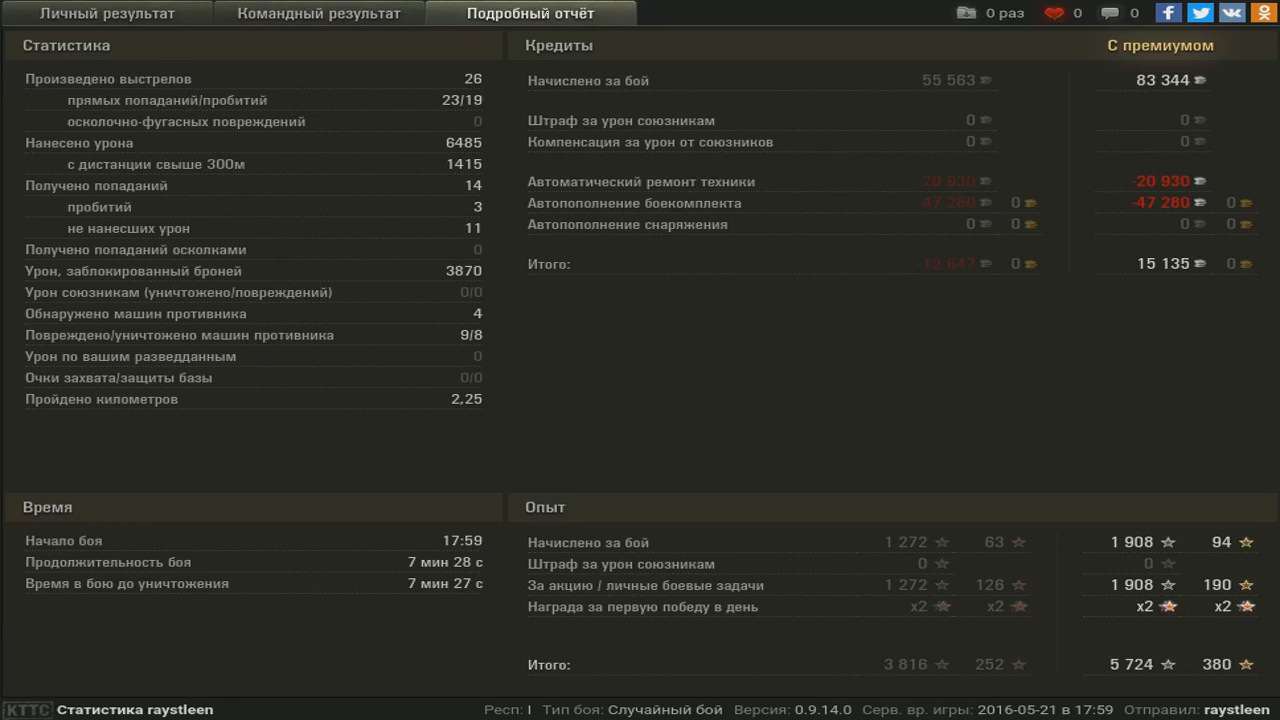 Личный результат Командный результат Подробный отчёт 0 раз 0 0
Статистика
Произведено выстрелов 26
прямых попаданий/пробитий 23/19
осколочно-фугасных повреждений 0
Нанесено урона 6485
с дистанции свыше 300м 1415
Получено попаданий 14
пробитий 3
не нанесших урон 11
Получено попаданий осколками 0
Урон, заблокированный броней 3870
Урон союзникам (уничтожено/повреждений) 0/0
Обнаружено машин противника 4
Повреждено/уничтожено машин противника 9/8
Урон по вашим разведданным 0
Очки захвата/защиты базы 0/0
Пройдено километров 2,25
Кредиты С премиумом
Начислено за бой 55 563 83 344
Штраф за урон союзникам 0 0
Компенсация за урон от союзников 0 0
Автоматический ремонт техники -20 930 -20 930
Автопополнение боекомплекта -47 280 0 -47 280 0
Автопополнение снаряжения 0 0 0 0
Итого: -12 647 0 15 135 0
Время
Начало боя 17:59
Продолжительность боя 7 мин 28 с
Время в бою до уничтожения 7 мин 27 с
Опыт
Начислено за бой 1 272 63 1 908 94
Штраф за урон союзникам 0 0
За акцию / личные боевые задачи 1 272 126 1 908 190
Награда за первую победу в день x2 x2 x2 x2
Итого: 3 816 252 5 724 380
КТТС Статистика raystleen Респ: I Тип боя: Случайный бой Версия: 0.9.14.0 Серв. вр. игры: 2016-05-21 в 17:59 Отправил: raystleen